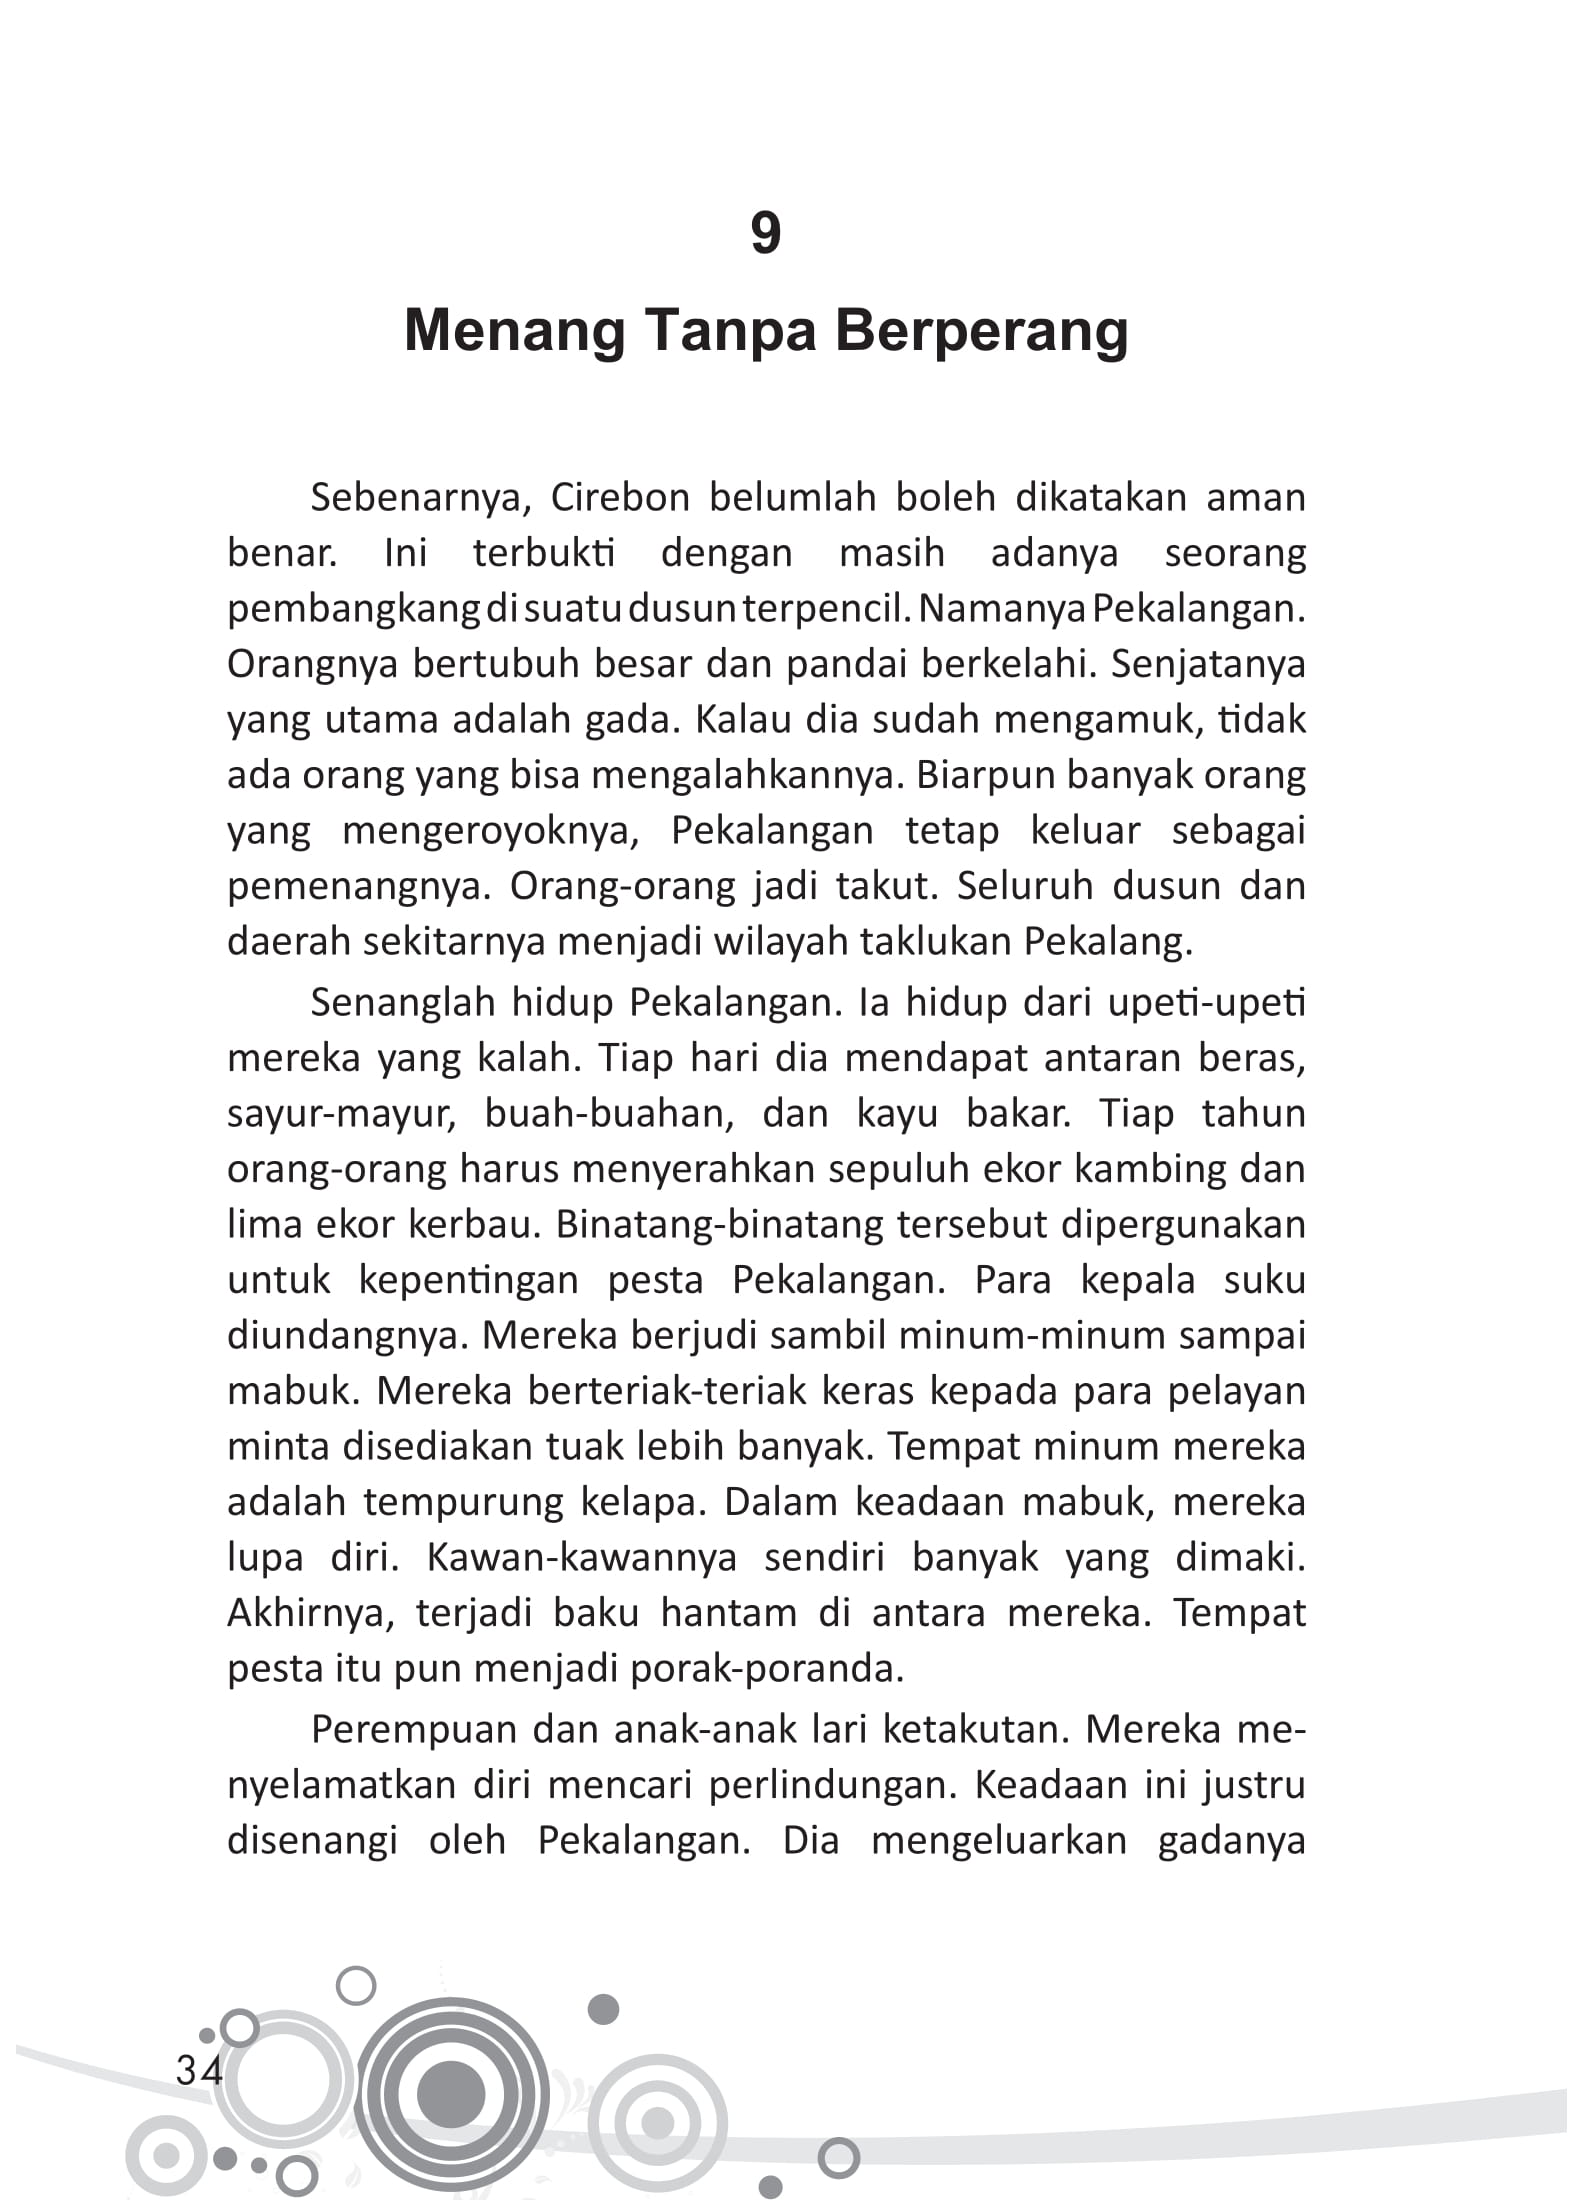 9
Menang Tanpa Berperang
Sebenarnya, Cirebon belumlah boleh dikatakan aman
benar. Ini terbukti dengan masih adanya seorang
pembangkang di suatu dusun terpencil. Namanya Pekalangan.
Orangnya bertubuh besar dan pandai berkelahi. Senjatanya
yang utama adalah gada. Kalau dia sudah mengamuk, tidak
ada orang yang bisa mengalahkannya. Biarpun banyak orang
yang mengeroyoknya, Pekalangan tetap keluar sebagai
pemenangnya. Orang-orang jadi takut. Seluruh dusun dan
daerah sekitarnya menjadi wilayah taklukan Pekalang.
Senanglah hidup Pekalangan. Ia hidup dari upeti-upeti
mereka yang kalah. Tiap hari dia mendapat antaran beras,
sayur-mayur, buah-buahan, dan kayu bakar. Tiap tahun
orang-orang harus menyerahkan sepuluh ekor kambing dan
lima ekor kerbau. Binatang-binatang tersebut dipergunakan
untuk kepentingan pesta Pekalangan. Para kepala suku
diundangnya. Mereka berjudi sambil minum-minum sampai
mabuk. Mereka berteriak-teriak keras kepada para pelayan
minta disediakan tuak lebih banyak. Tempat minum mereka
adalah tempurung kelapa. Dalam keadaan mabuk, mereka
lupa diri. Kawan-kawannya sendiri banyak yang dimaki.
Akhirnya, terjadi baku hantam di antara mereka. Tempat
pesta itu pun menjadi porak-poranda.
Perempuan dan anak-anak lari ketakutan. Mereka me-
nyelamatkan diri mencari perlindungan. Keadaan ini justru
disenangi oleh Pekalangan. Dia mengeluarkan gadanya
34